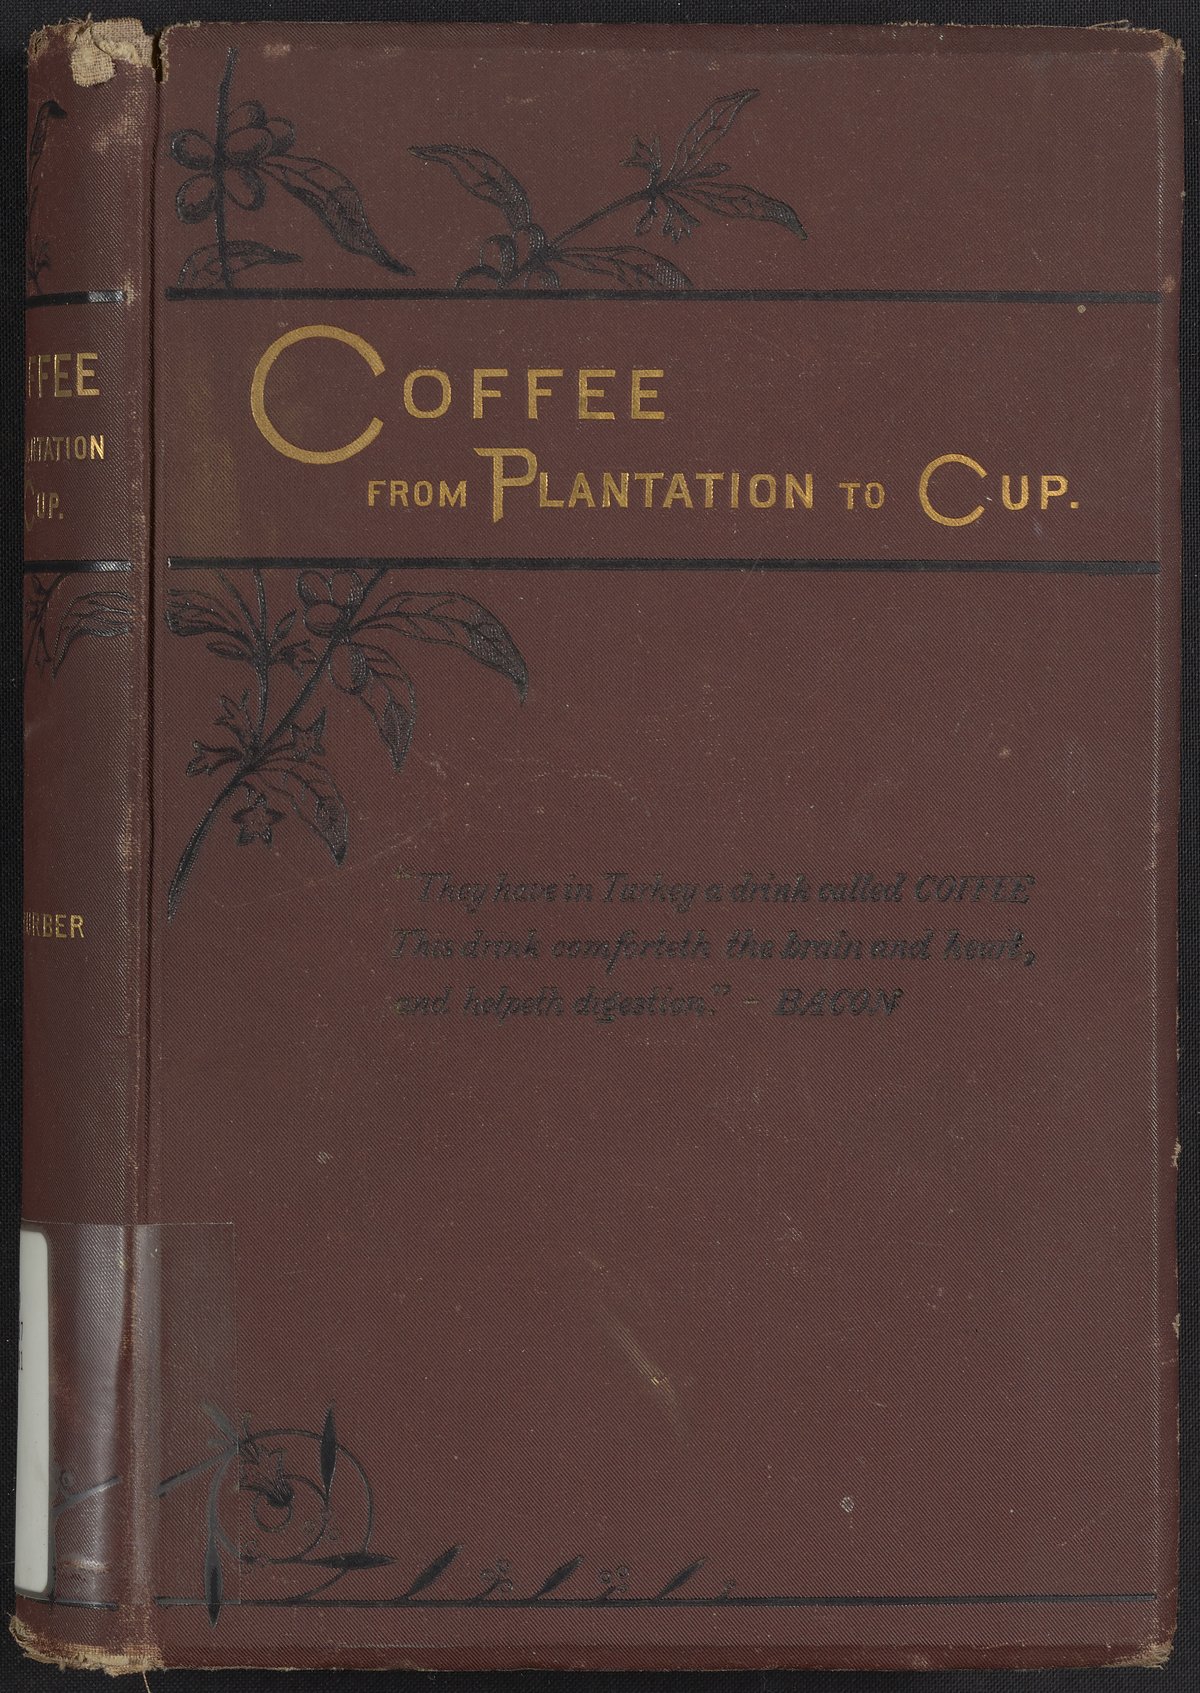 FFEE
NTATION
CUP.
URBER
COFFEE
FROM PLANTATION TO CUP.
"They have in Turkey a drink called COFFEE
This drink comforteth the brain and heart,
and helpeth digestion." - BACON